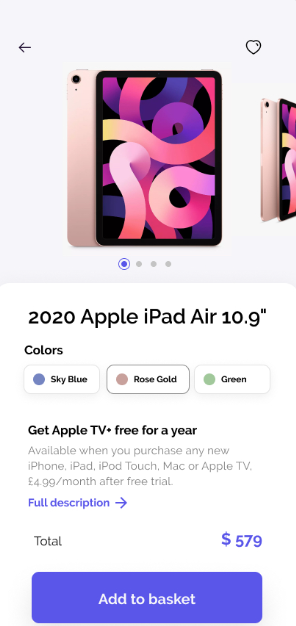 2020 Apple iPad Air 10.9"
Colors
Sky Blue
Rose Gold
Green
Get Apple TV+ free for a year
Available when you purchase any new
iPhone, iPad, iPod Touch, Mac or Apple TV,
£4.99/month after free trial.
Full description
Total
$ 579
Add to basket